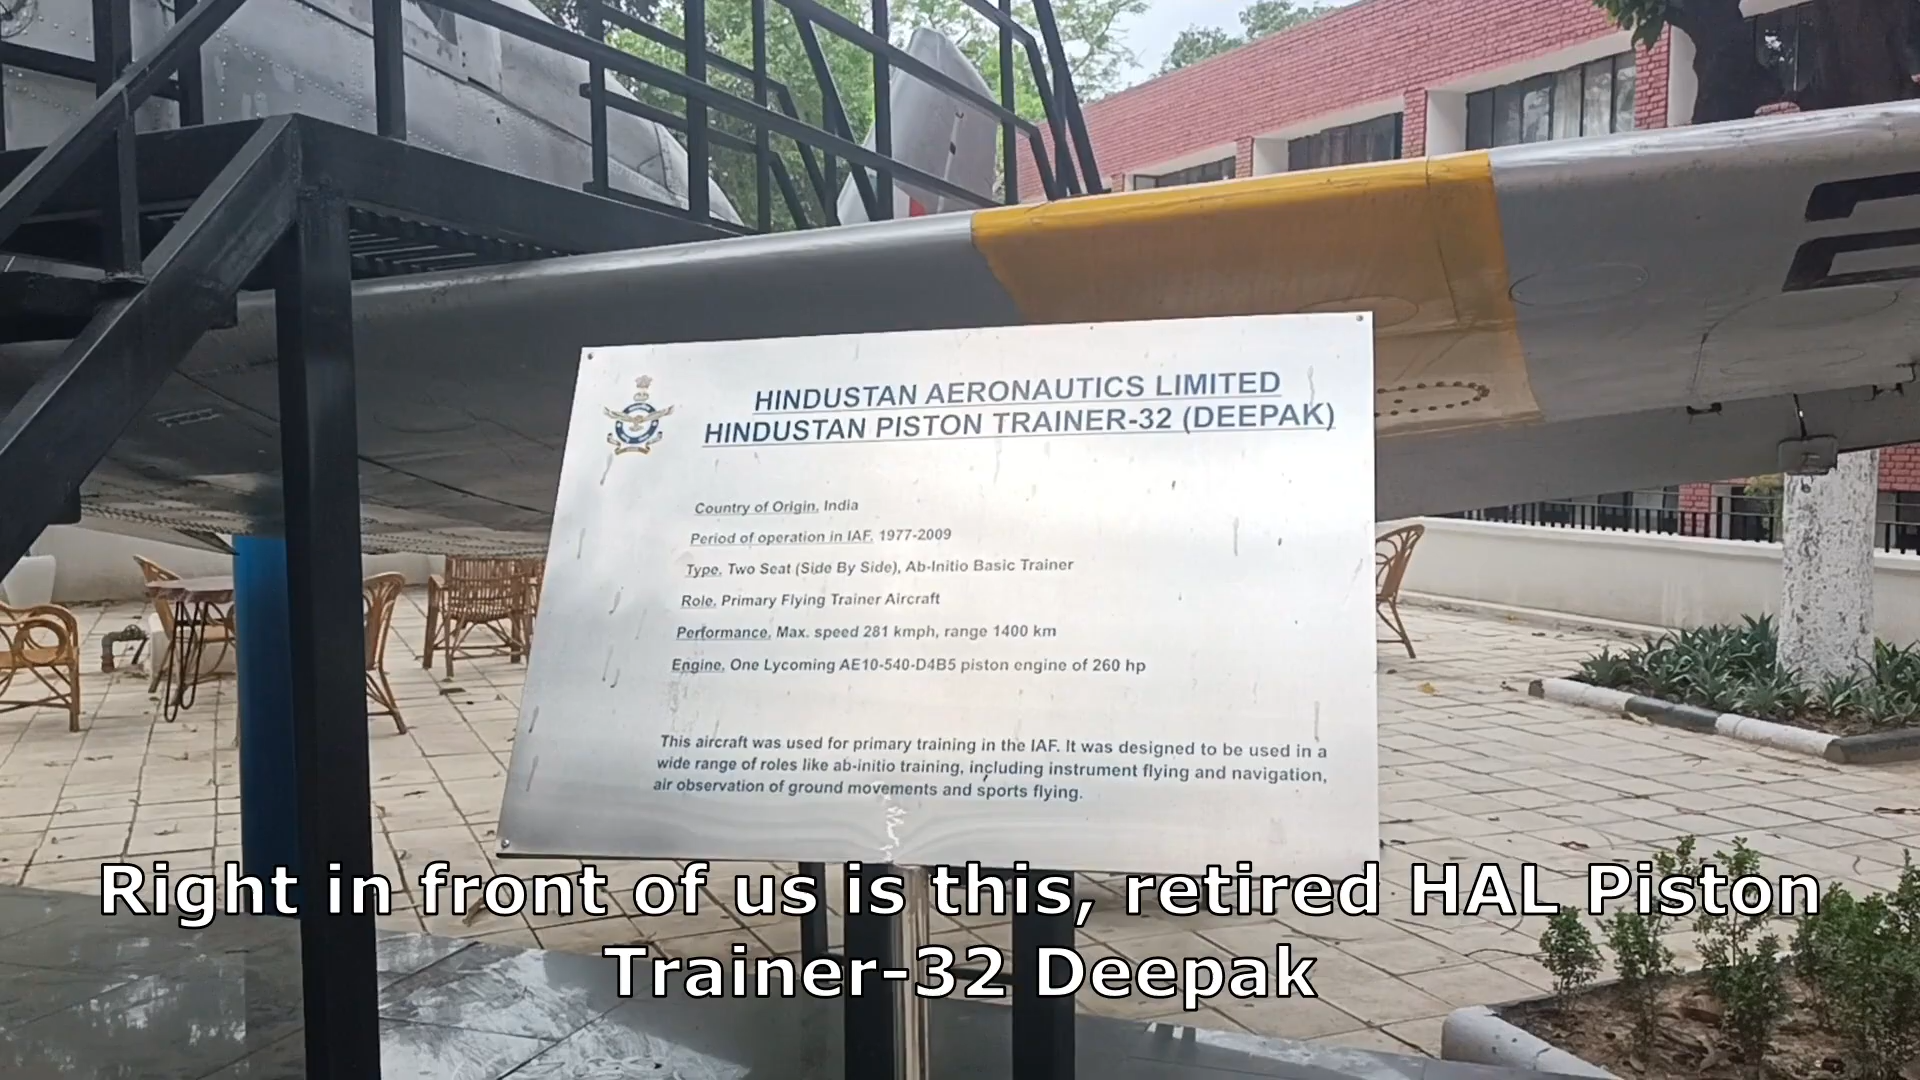 HINDUSTAN AERONAUTICS LIMITED
HINDUSTAN PISTON TRAINER-32 (DEEPAK)
Country of Origin. India
Period of operation in IAF. 1977-2009
Type. Two Seat (Side By Side), Ab-Initio Basic Trainer
Role. Primary Flying Trainer Aircraft
Performance. Max. speed 281 kmph, range 1400 km
Engine. One Lycoming AE10-540-D4B5 piston engine of 260 hp
This aircraft was used for primary training in the IAF. It was designed to be used in a
wide range of roles like ab-initio training, including instrument flying and navigation,
air observation of ground movements and sports flying.
Right in front of us is this, retired HAL Piston
Trainer-32 Deepak